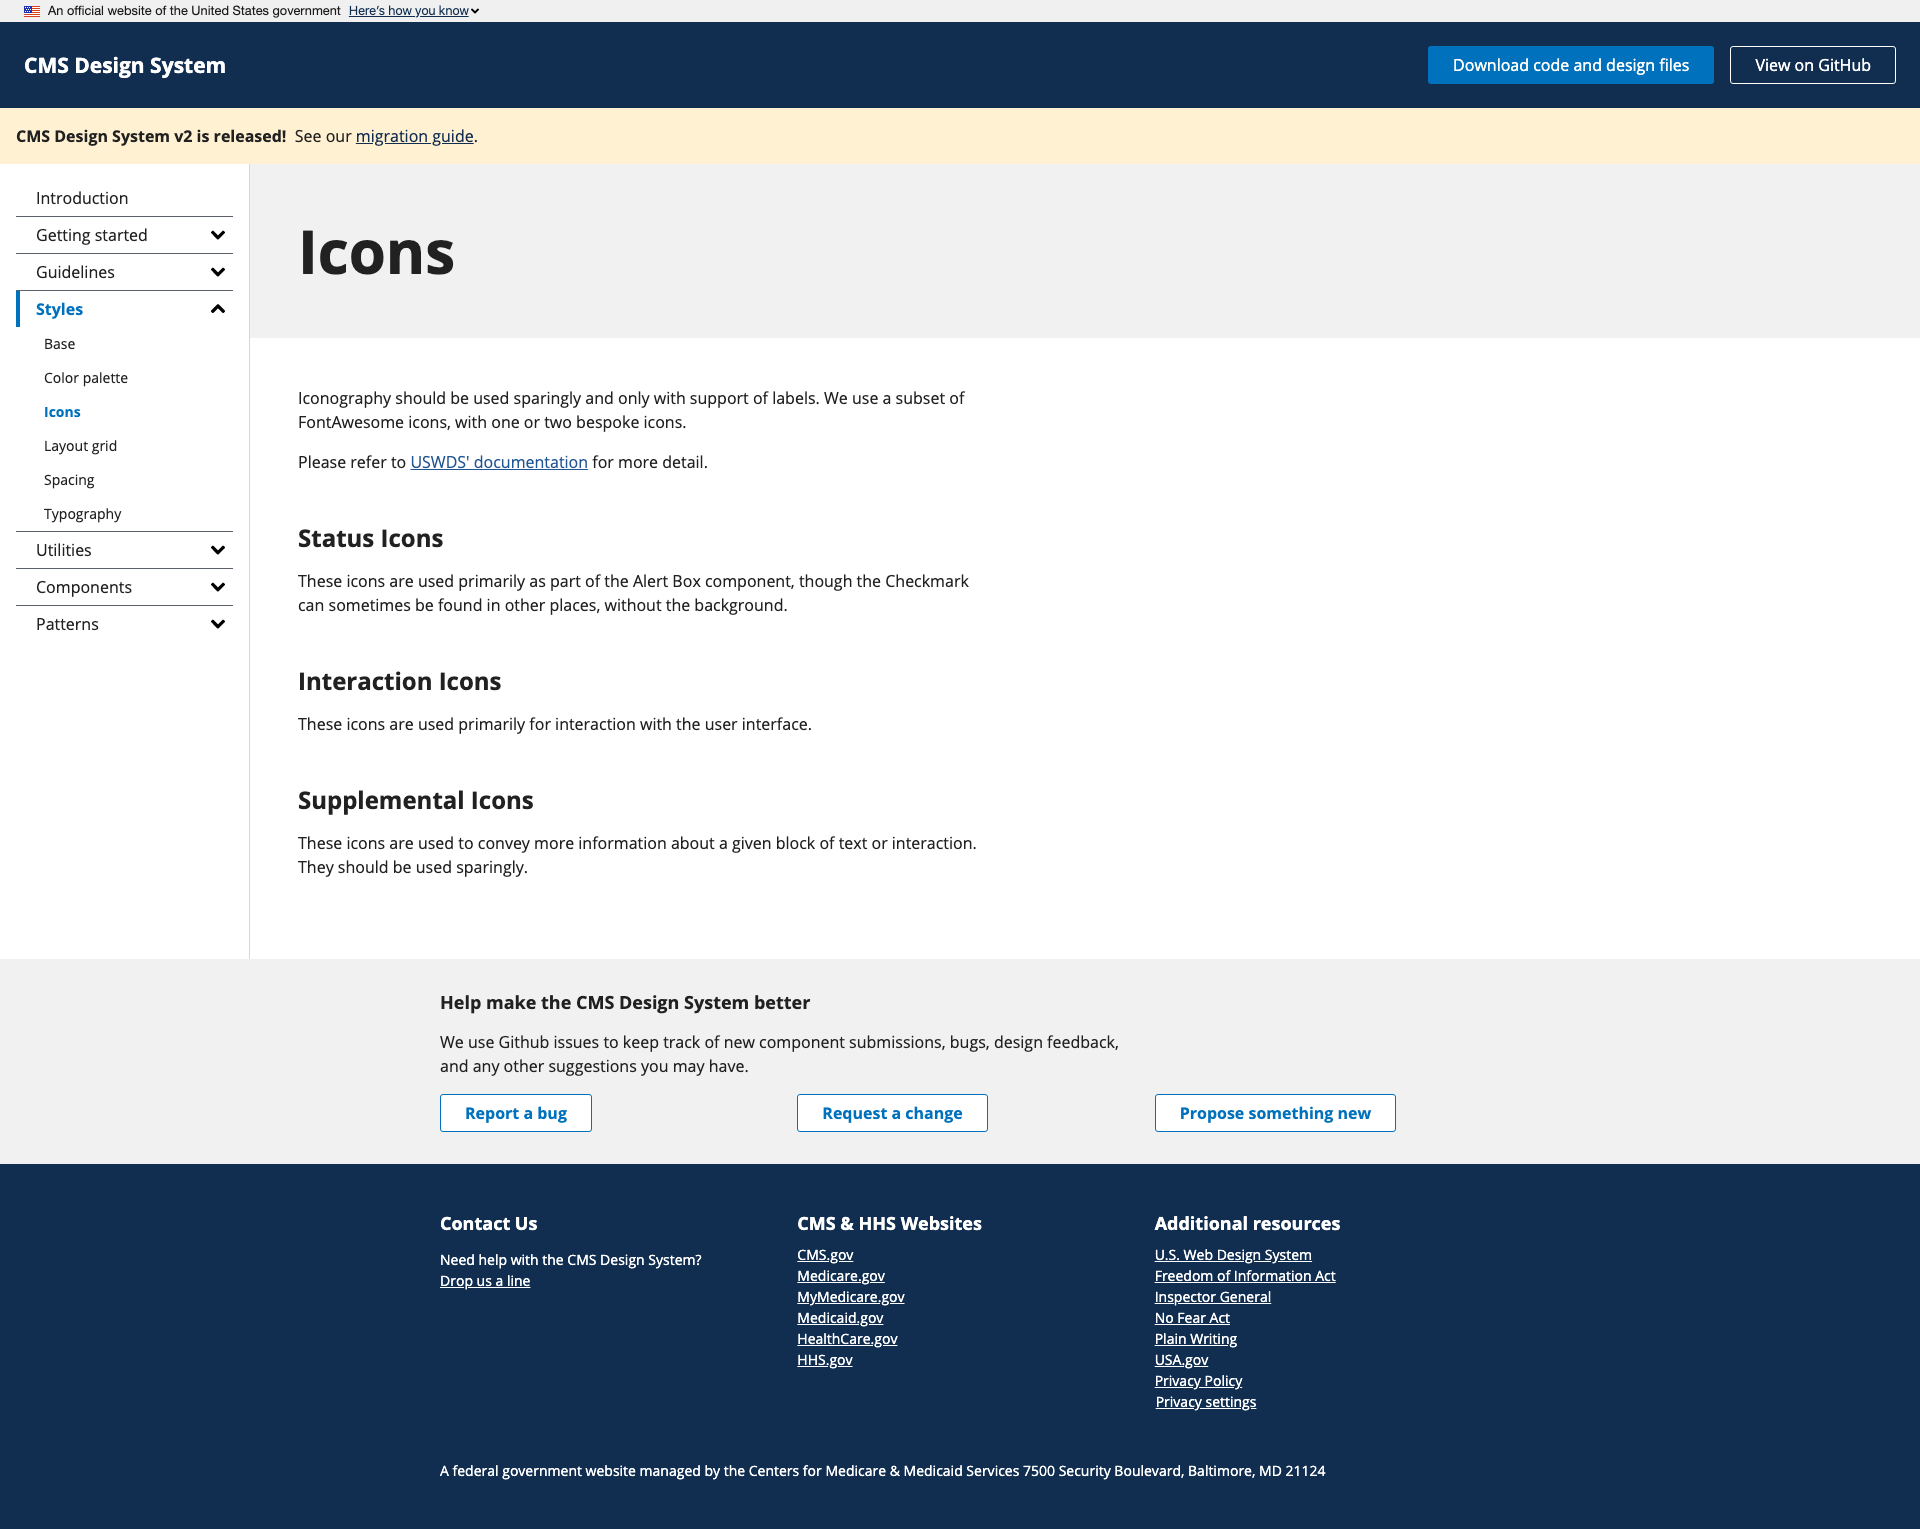 An official website of the United States government Here's how you know
CMS Design System
Download code and design files
View on GitHub
CMS Design System v2 is released! See our migration guide.
Introduction
Getting started
Guidelines
Styles
Base
Color palette
Icons
Layout grid
Spacing
Typography
Utilities
Components
Patterns
Icons
Iconography should be used sparingly and only with support of labels. We use a subset of
FontAwesome icons, with one or two bespoke icons.
Please refer to USWDS' documentation for more detail.
Status Icons
These icons are used primarily as part of the Alert Box component, though the Checkmark
can sometimes be found in other places, without the background.
Interaction Icons
These icons are used primarily for interaction with the user interface.
Supplemental Icons
These icons are used to convey more information about a given block of text or interaction.
They should be used sparingly.
Help make the CMS Design System better
We use Github issues to keep track of new component submissions, bugs, design feedback,
and any other suggestions you may have.
Report a bug
Request a change
Propose something new
Contact Us
Need help with the CMS Design System?
Drop us a line
CMS & HHS Websites
CMS.gov
Medicare.gov
MyMedicare.gov
Medicaid.gov
HealthCare.gov
HHS.gov
Additional resources
U.S. Web Design System
Freedom of Information Act
Inspector General
No Fear Act
Plain Writing
USA.gov
Privacy Policy
Privacy settings
A federal government website managed by the Centers for Medicare & Medicaid Services 7500 Security Boulevard, Baltimore, MD 21124